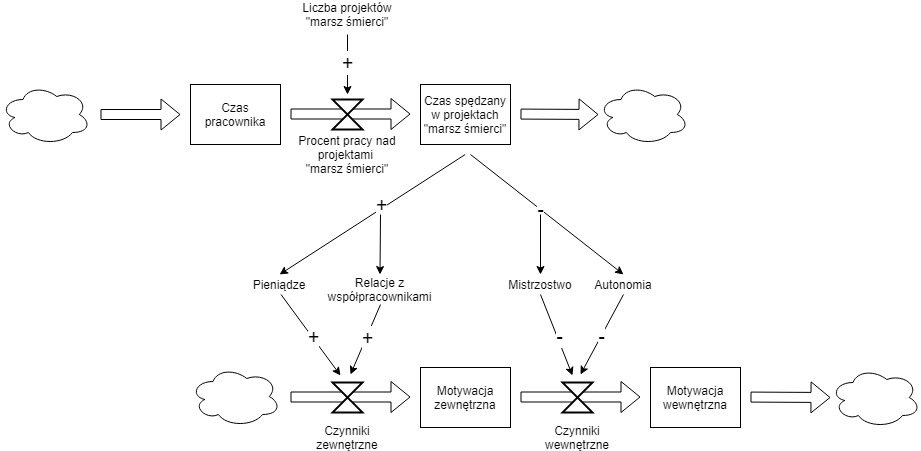 Liczba projektów
"marsz śmierci"
+
Czas
pracownika
Czas spędzany
w projektach
"marsz śmierci"
Procent pracy nad
projektami
"marsz śmierci"
+
-
Pieniądze
Relacje z
współpracownikami
Mistrzostwo
Autonomia
+
+
-
-
Motywacja
zewnętrzna
Motywacja
wewnętrzna
Czynniki
zewnętrzne
Czynniki
wewnętrzne